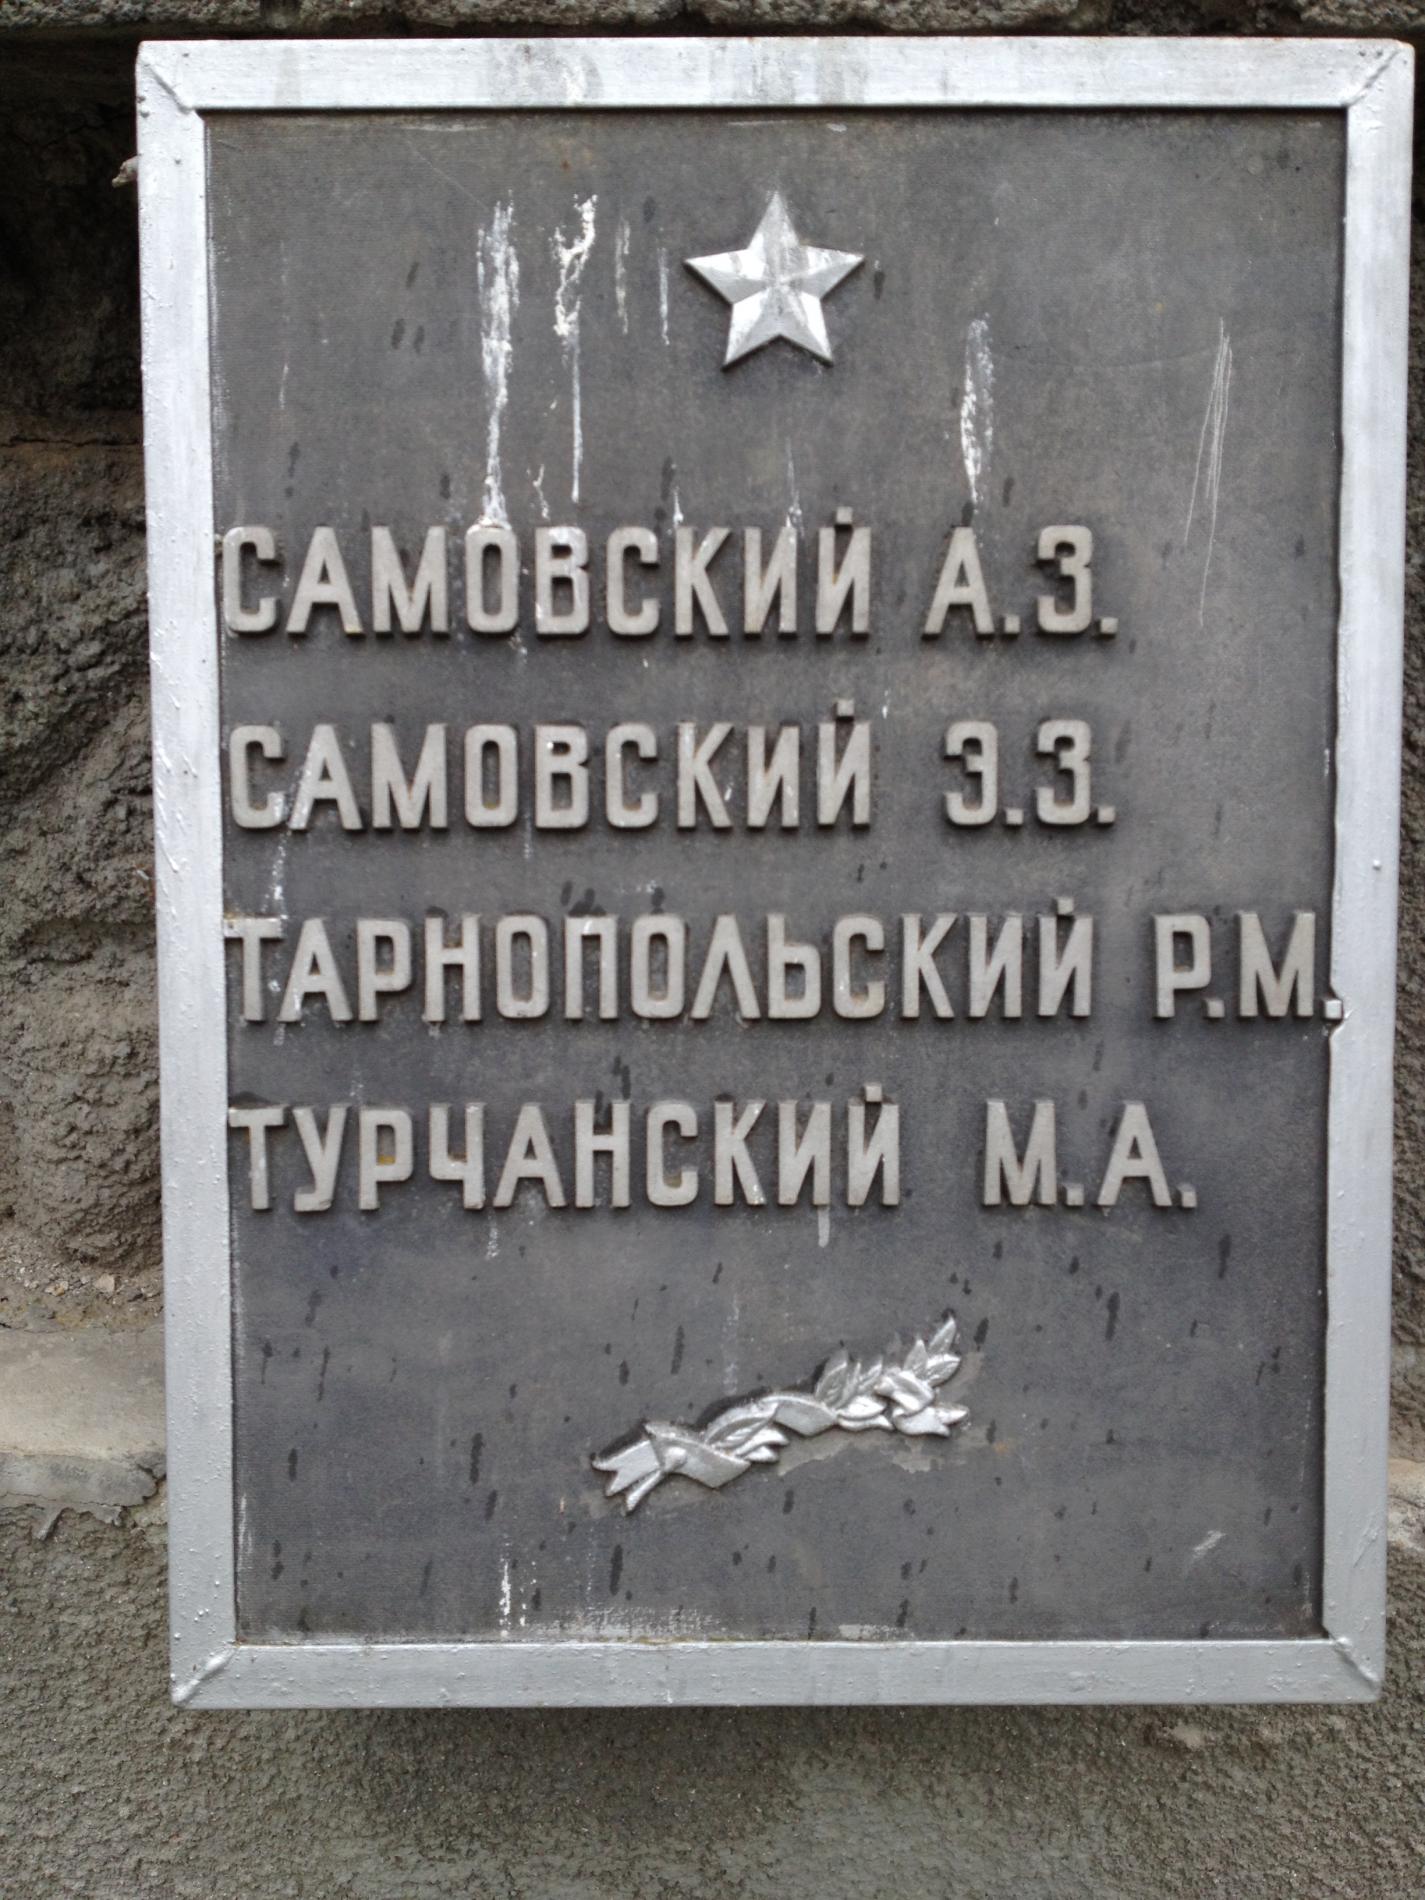 САМОВСКИЙ А.З.
САМОВСКИЙ Э.З.
ТАРНОПОЛЬСКИЙ Р.М.
ТУРЧАНСКИЙ М.А.